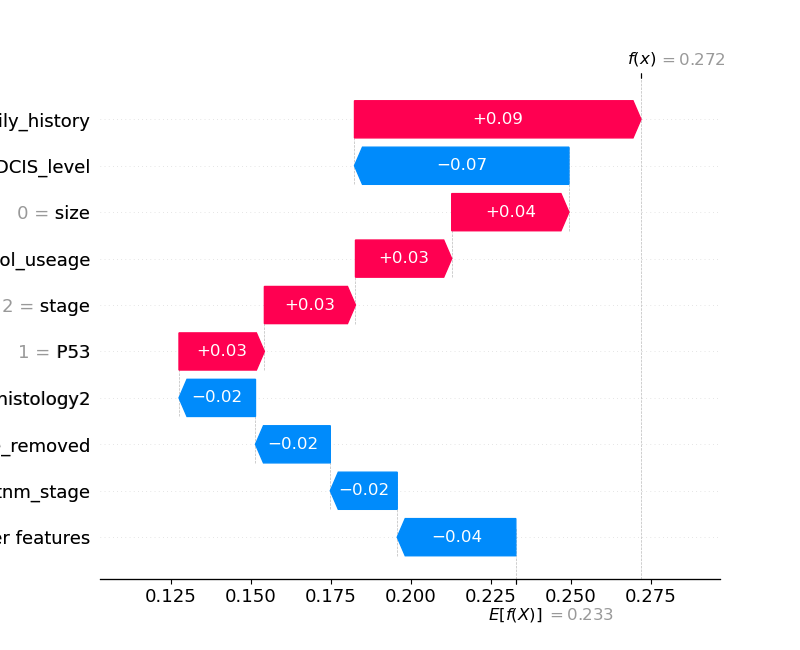 f(x) = 0.272
ily_history
+0.09
DCIS_level
−0.07
0 = size
+0.04
ol_useage
+0.03
2 = stage
+0.03
1 = P53
+0.03
histology2
−0.02
_removed
−0.02
tnm_stage
−0.02
er features
−0.04
0.125 0.150 0.175 0.200 0.225 0.250 0.275
E[f(X)] = 0.233